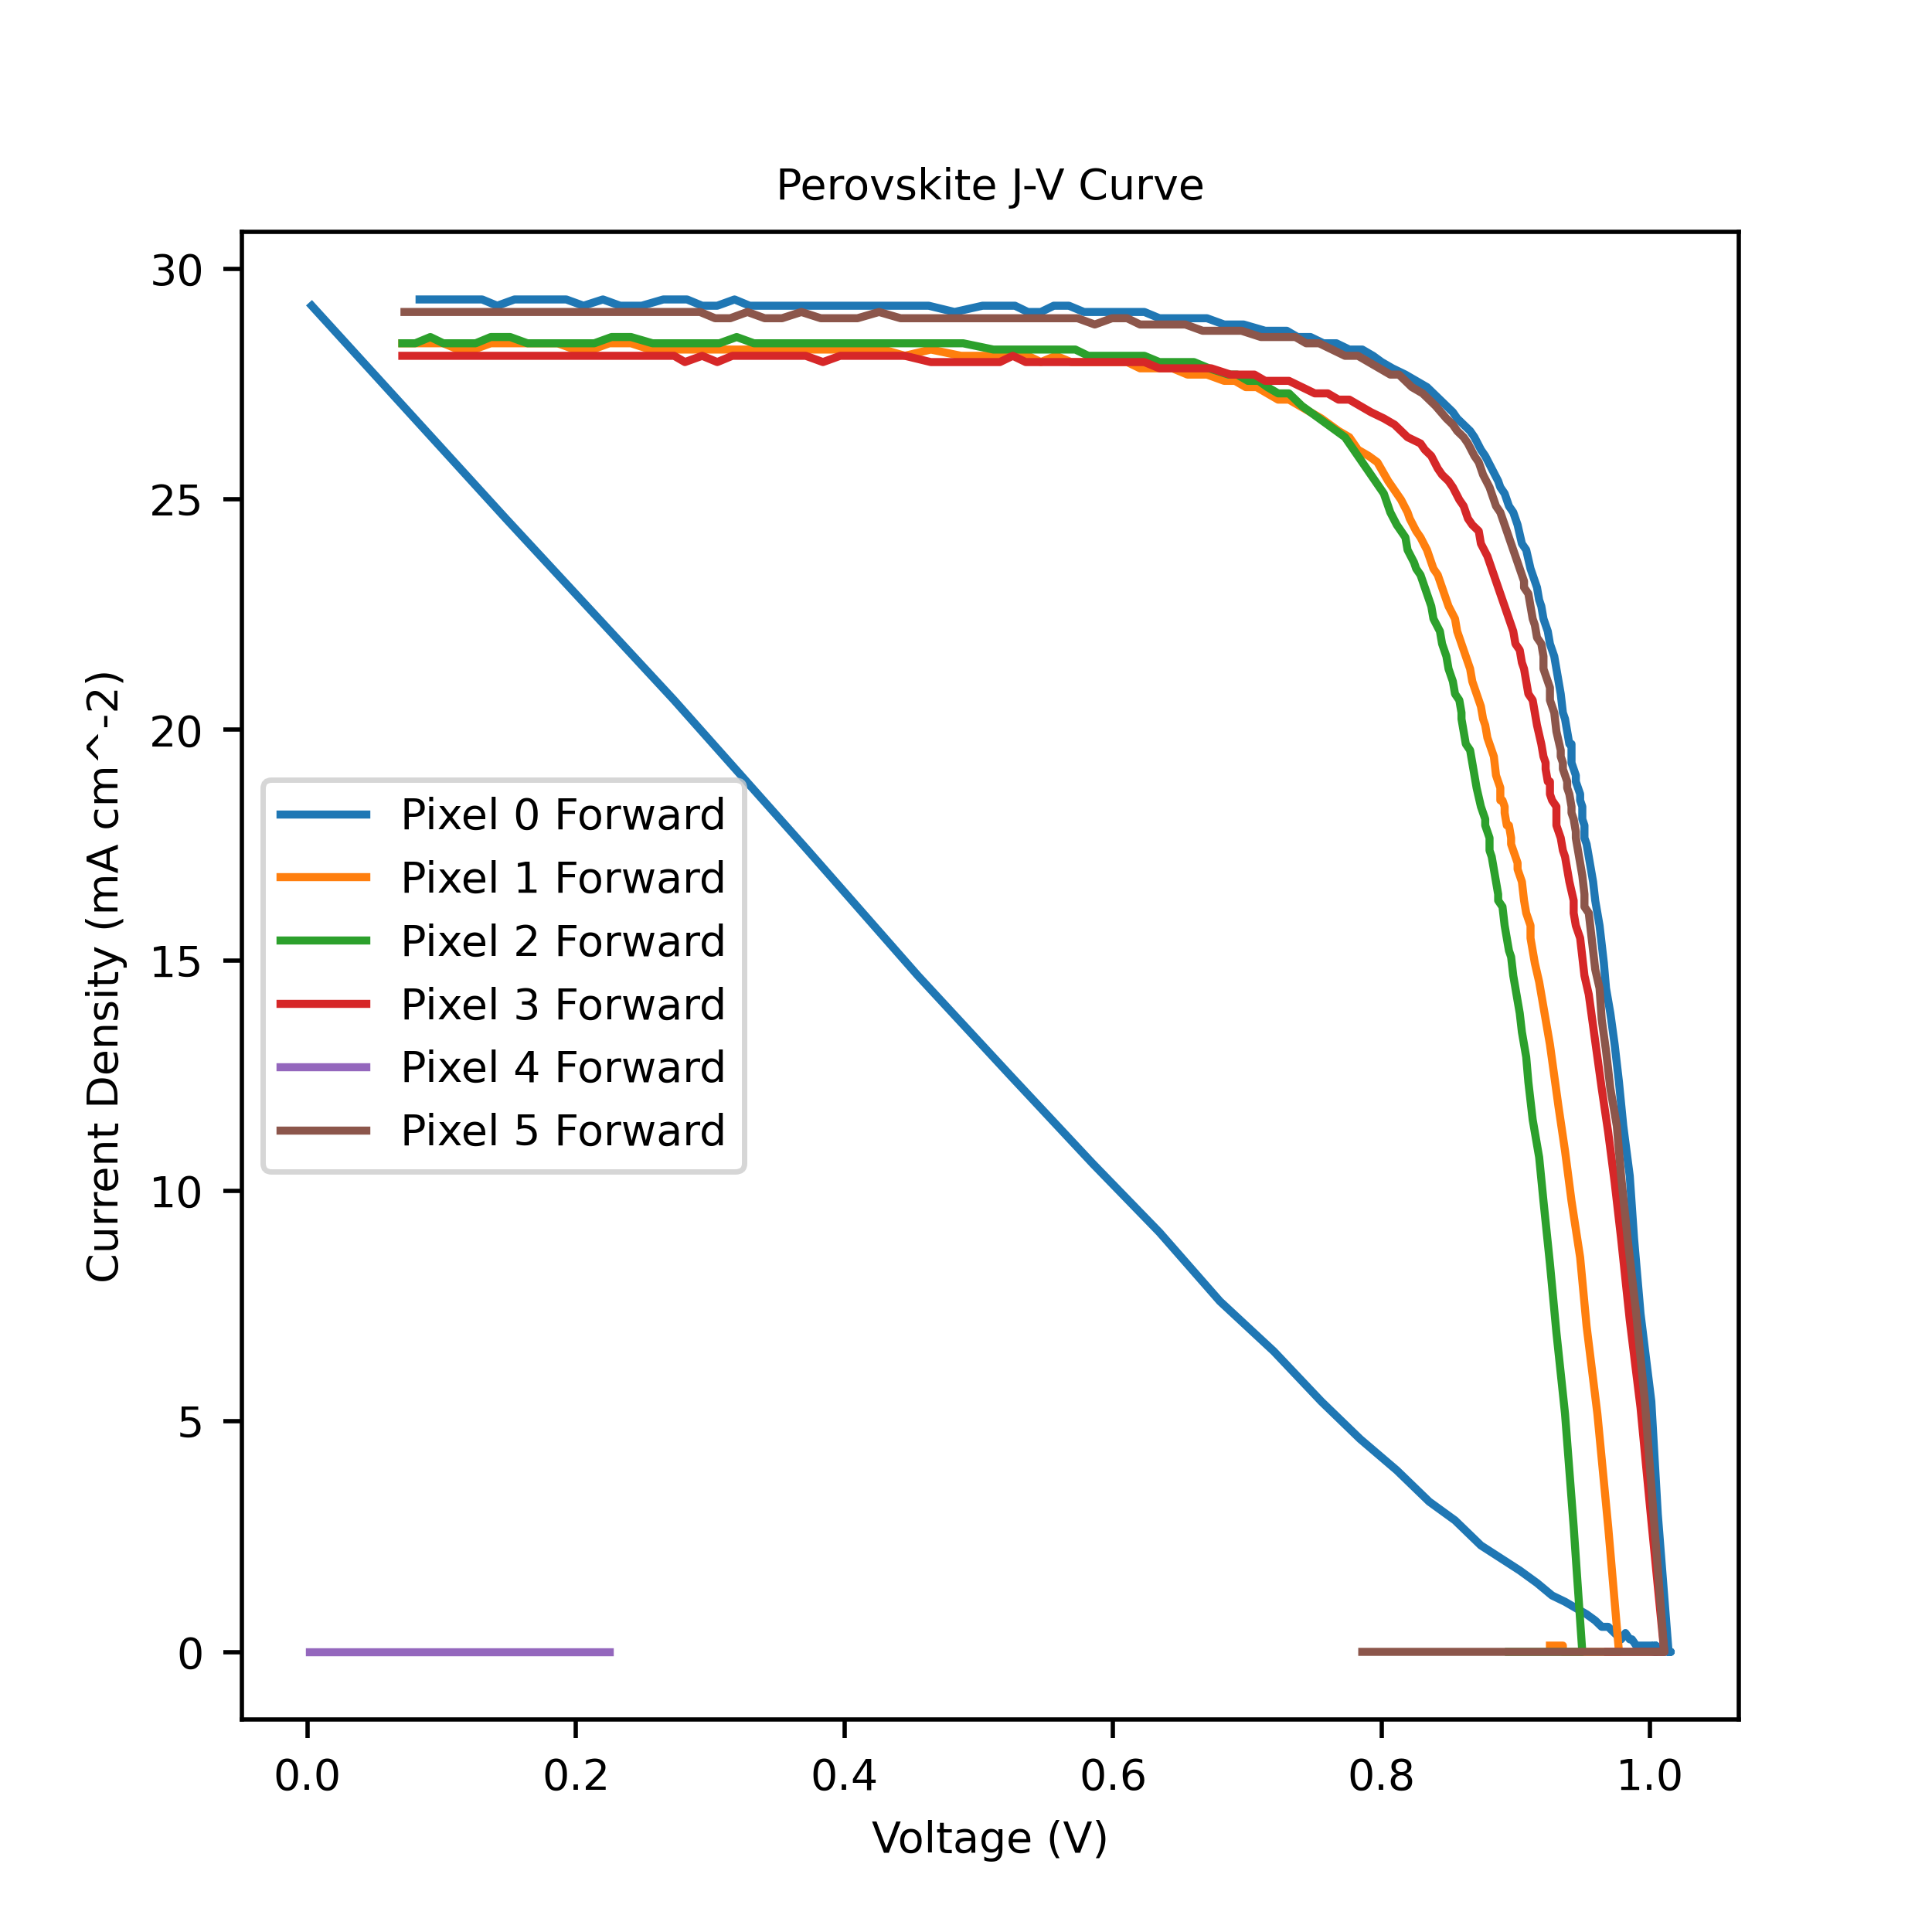 Perovskite J-V Curve
30
25
20
15
10
5
0
Current Density (mA cm^-2)
Pixel 0 Forward
Pixel 1 Forward
Pixel 2 Forward
Pixel 3 Forward
Pixel 4 Forward
Pixel 5 Forward
0.0 0.2 0.4 0.6 0.8 1.0
Voltage (V)